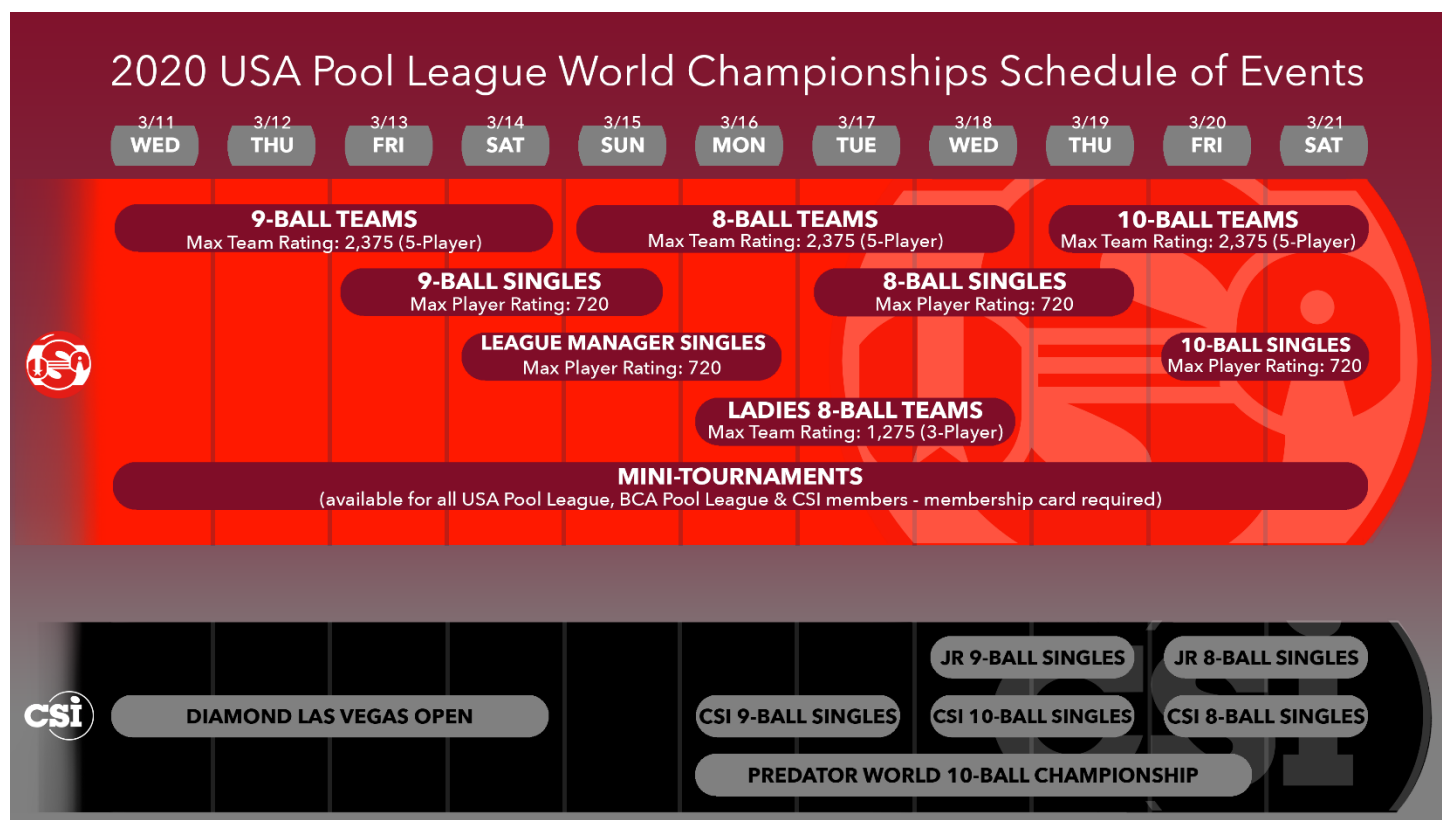 2020 USA Pool League World Championships Schedule of Events
3/11 3/12 3/13 3/14 3/15 3/16 3/17 3/18 3/19 3/20 3/21
WED THU FRI SAT SUN MON TUE WED THU FRI SAT
9-BALL TEAMS
Max Team Rating: 2,375 (5-Player)
8-BALL TEAMS
Max Team Rating: 2,375 (5-Player)
10-BALL TEAMS
Max Team Rating: 2,375 (5-Player)
9-BALL SINGLES
Max Player Rating: 720
8-BALL SINGLES
Max Player Rating: 720
LEAGUE MANAGER SINGLES
Max Player Rating: 720
10-BALL SINGLES
Max Player Rating: 720
LADIES 8-BALL TEAMS
Max Team Rating: 1,275 (3-Player)
MINI-TOURNAMENTS
(available for all USA Pool League, BCA Pool League & CSI members - membership card required)
JR 9-BALL SINGLES
JR 8-BALL SINGLES
csi
DIAMOND LAS VEGAS OPEN
CSI 9-BALL SINGLES
CSI 10-BALL SINGLES
CSI 8-BALL SINGLES
PREDATOR WORLD 10-BALL CHAMPIONSHIP